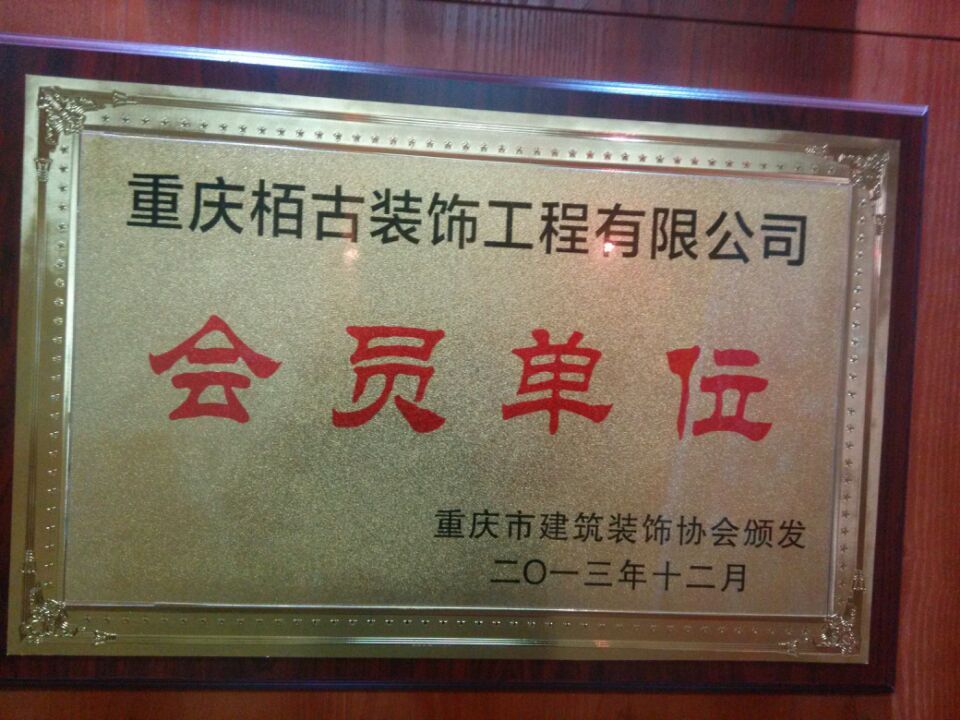 重庆栢古装饰工程有限公司
会员单位
重庆市建筑装饰协会颁发
二〇一三年十二月